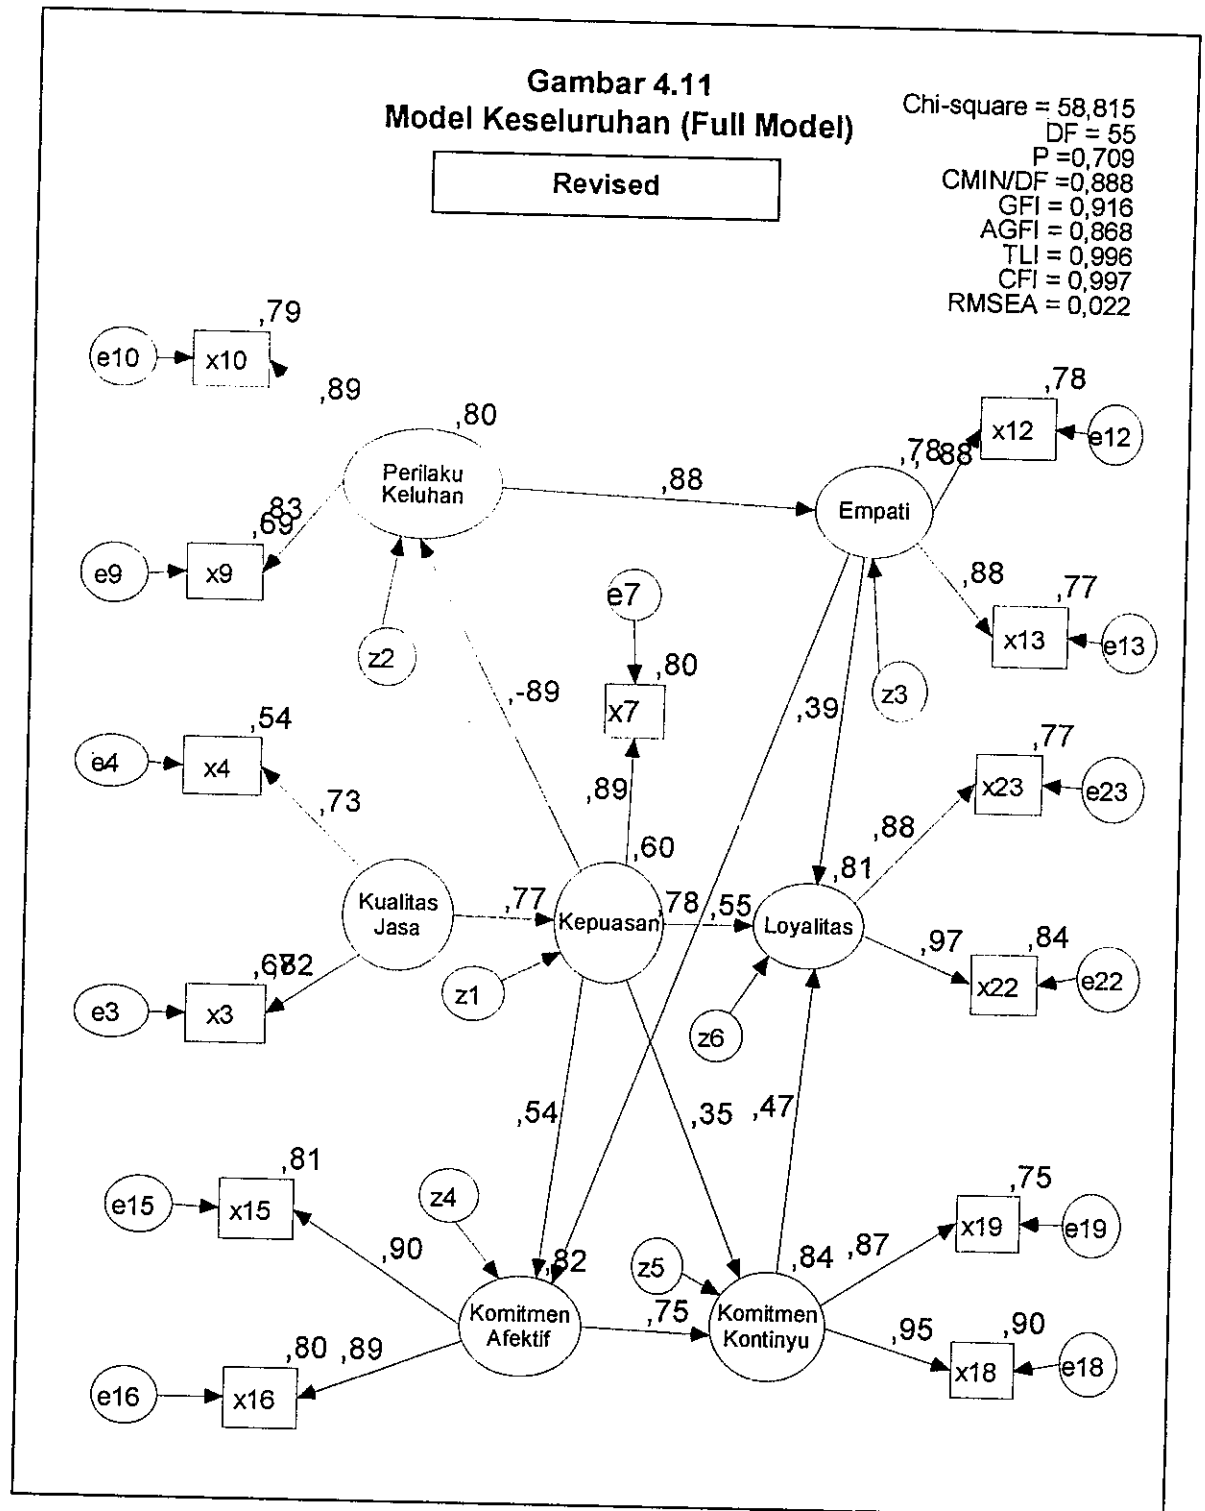 Gambar 4.11
Model Keseluruhan (Full Model)
Revised
Chi-square = 58,815
DF = 55
P =0,709
CMIN/DF =0,888
GFI = 0,916
AGFI = 0,868
TLI = 0,996
CFI = 0,997
RMSEA = 0,022
,79
e10 x10
,89
,80
Perilaku
Keluhan
,88
,78
,88
Empati
,78
x12 e12
,83
,69
e9 x9
z2
e7
,88
,77
x13 e13
z3
,-89
,80
x7
,39
,54
e4 x4
,73
,89
,60
,77
x23 e23
,88
,81
Kualitas
Jasa
,77
Kepuasan
,78
,55
Loyalitas
,97
,84
x22 e22
,67
,82
e3 x3
z1
z6
,54
,35
,47
,81
e15 x15
,90
z4
,82
z5
,84
,87
,75
x19 e19
Komitmen
Afektif
,75
Komitmen
Kontinyu
,95
,90
x18 e18
,80
,89
e16 x16